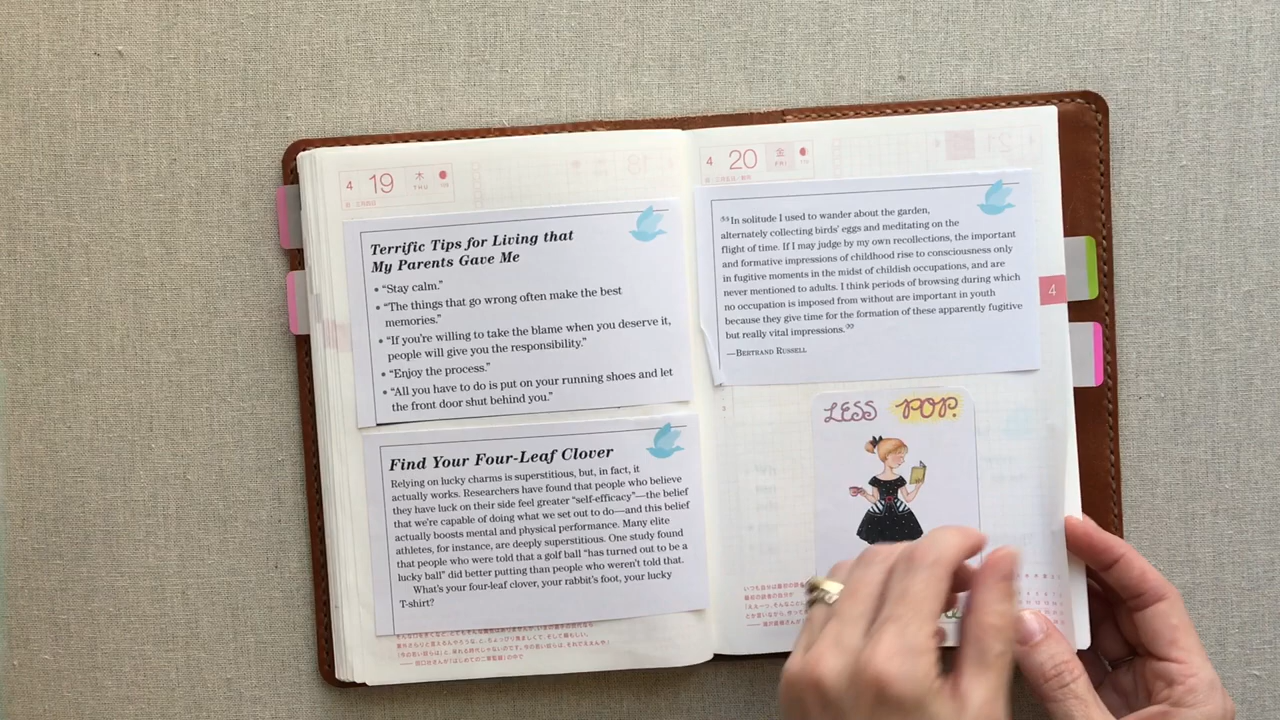 4 19 木
THU
Terrific Tips for Living that
My Parents Gave Me
• “Stay calm.”
• “The things that go wrong often make the best
memories.”
• “If you're willing to take the blame when you deserve it,
people will give you the responsibility.”
• “Enjoy the process.”
• “All you have to do is put on your running shoes and let
the front door shut behind you.”
Find Your Four-Leaf Clover
Relying on lucky charms is superstitious, but, in fact, it
actually works. Researchers have found that people who believe
they have luck on their side feel greater “self-efficacy”—the belief
that we're capable of doing what we set out to do—and this belief
actually boosts mental and physical performance. Many elite
athletes, for instance, are deeply superstitious. One study found
that people who were told that a golf ball “has turned out to be a
lucky ball” did better putting than people who weren't told that.
What's your four-leaf clover, your rabbit's foot, your lucky
T-shirt?
4 20 金
FRI
“In solitude I used to wander about the garden,
alternately collecting birds' eggs and meditating on the
flight of time. If I may judge by my own recollections, the important
and formative impressions of childhood rise to consciousness only
in fugitive moments in the midst of childish occupations, and are
never mentioned to adults. I think periods of browsing during which
no occupation is imposed from without are important in youth
because they give time for the formation of these apparently fugitive
but really vital impressions.”
—Bertrand Russell
4
LESS POP.